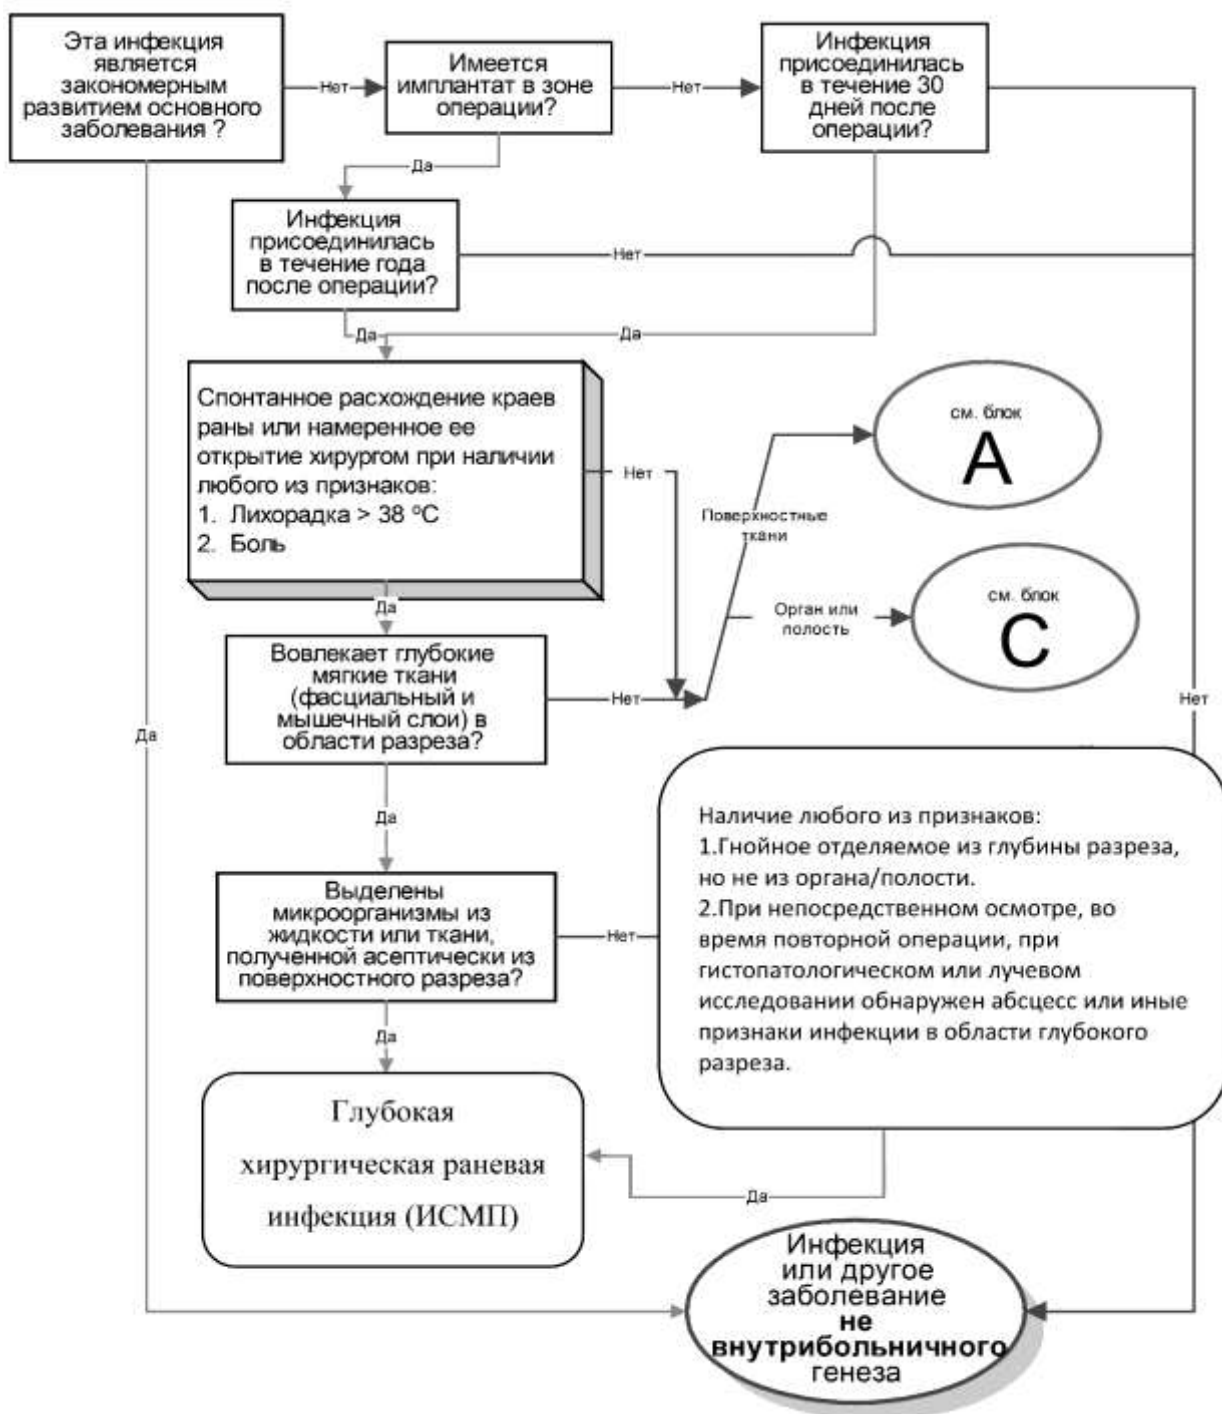 Эта инфекция
является
закономерным
развитием основного
заболевания ?
Нет
Имеется
имплантат в зоне
операции?
Нет
Инфекция
присоединилась
в течение 30
дней после
операции?
Да
Инфекция
присоединилась
в течение года
после операции?
Нет
Да
Да
Спонтанное расхождение краев
раны или намеренное ее
открытие хирургом при наличии
любого из признаков:
1. Лихорадка > 38 ºС
2. Боль
Нет
см. блок
А
Поверхностные
ткани
Да
Орган или
полость
см. блок
С
Вовлекает глубокие
мягкие ткани
(фасциальный и
мышечный слои) в
области разреза?
Нет
Нет
Да
Да
Наличие любого из признаков:
1.Гнойное отделяемое из глубины разреза,
но не из органа/полости.
2.При непосредственном осмотре, во
время повторной операции, при
гистопатологическом или лучевом
исследовании обнаружен абсцесс или иные
признаки инфекции в области глубокого
разреза.
Выделены
микроорганизмы из
жидкости или ткани,
полученной асептически из
поверхностного разреза?
Нет
Да
Глубокая
хирургическая раневая
инфекция (ИСМП)
Да
Инфекция
или другое
заболевание
не
внутрибольничного
генеза